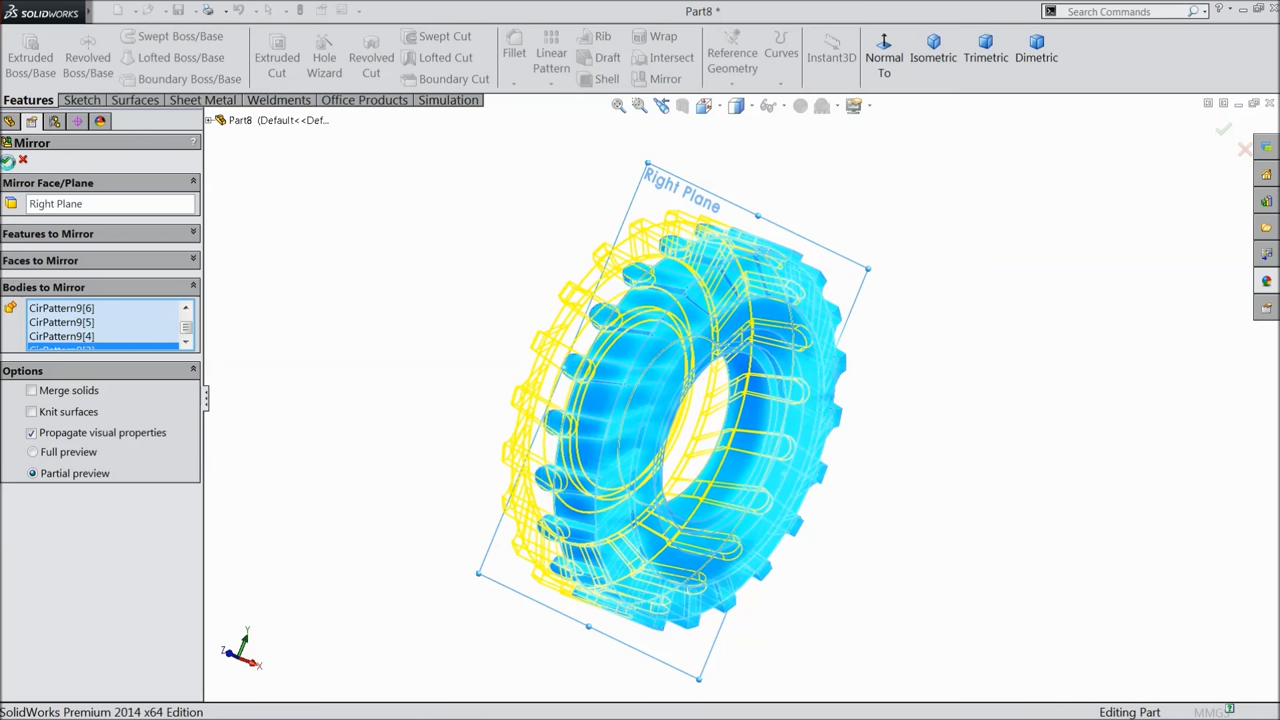 SOLIDWORKS
Part8 *
Search Commands
Extruded Boss/Base
Revolved Boss/Base
Swept Boss/Base
Lofted Boss/Base
Boundary Boss/Base
Extruded Cut
Hole Wizard
Revolved Cut
Swept Cut
Lofted Cut
Boundary Cut
Fillet
Linear Pattern
Rib
Draft
Shell
Wrap
Intersect
Mirror
Reference Geometry
Curves
Instant3D
Normal To
Isometric
Trimetric
Dimetric
Features
Sketch
Surfaces
Sheet Metal
Weldments
Office Products
Simulation
Part8 (Default<<Def...
Mirror
?
Mirror Face/Plane
Right Plane
Features to Mirror
Faces to Mirror
Bodies to Mirror
CirPattern9[6]
CirPattern9[5]
CirPattern9[4]
Options
Merge solids
Knit surfaces
Propagate visual properties
Full preview
Partial preview
Right Plane
Y
Z
X
SolidWorks Premium 2014 x64 Edition
Editing Part
MMGS